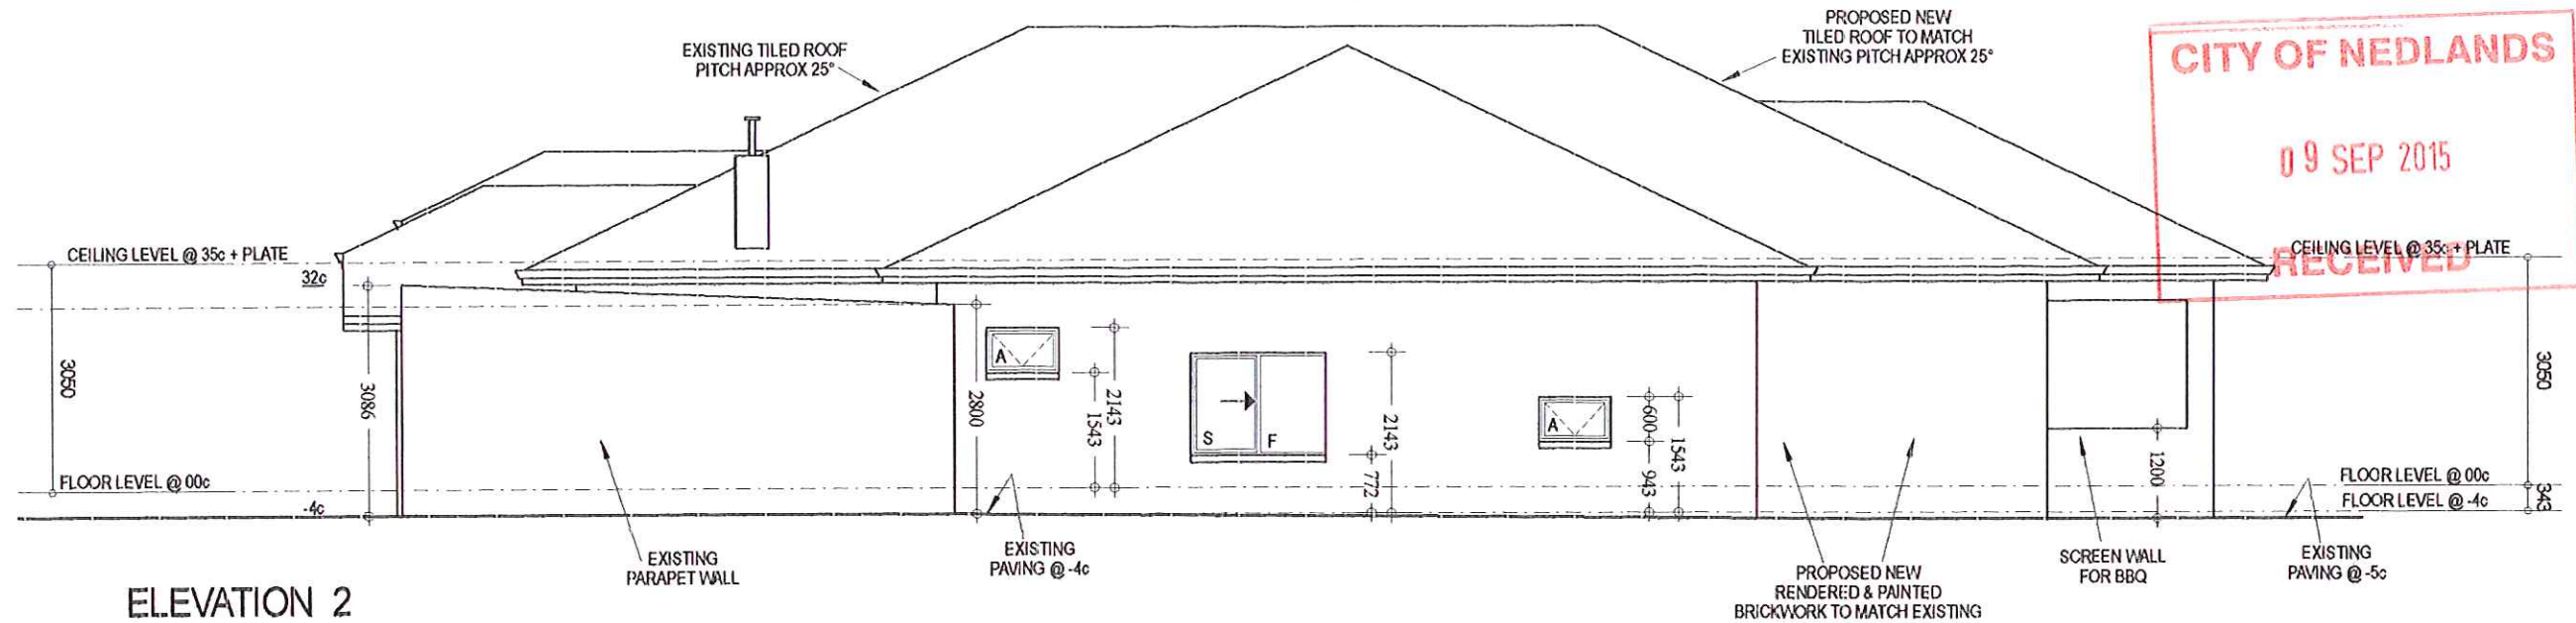 EXISTING TILED ROOF
PITCH APPROX 25°
PROPOSED NEW
TILED ROOF TO MATCH
EXISTING PITCH APPROX 25°
CITY OF NEDLANDS
09 SEP 2015
RECEIVED
CEILING LEVEL @ 35c + PLATE
32c
CEILING LEVEL @ 35c + PLATE
3050
3086
2800
A
1543
2143
S
F
2143
772
A
600
943
1543
1200
3050
343
FLOOR LEVEL @ 00c
-4c
FLOOR LEVEL @ 00c
FLOOR LEVEL @ -4c
EXISTING
PARAPET WALL
EXISTING
PAVING @ -4c
PROPOSED NEW
RENDERED & PAINTED
BRICKWORK TO MATCH EXISTING
SCREEN WALL
FOR BBQ
EXISTING
PAVING @ -5c
ELEVATION 2